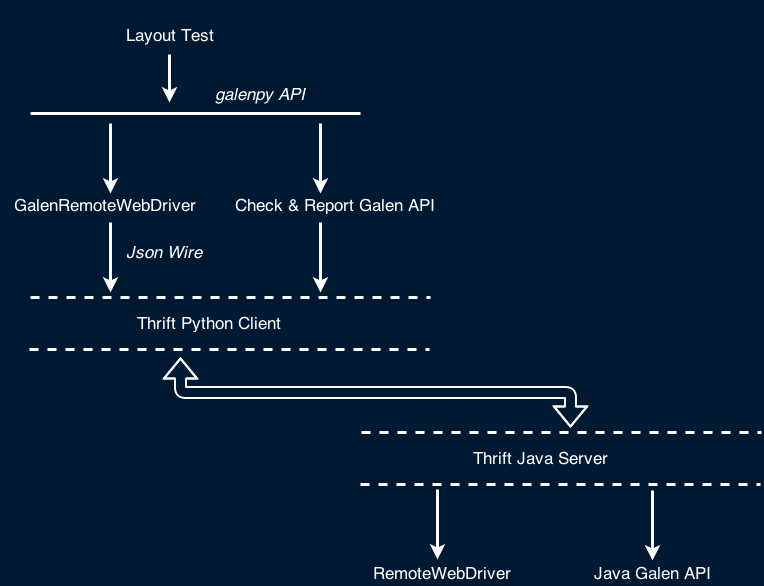 Layout Test
galenpy API
GalenRemoteWebDriver
Check & Report Galen API
Json Wire
Thrift Python Client
Thrift Java Server
RemoteWebDriver
Java Galen API